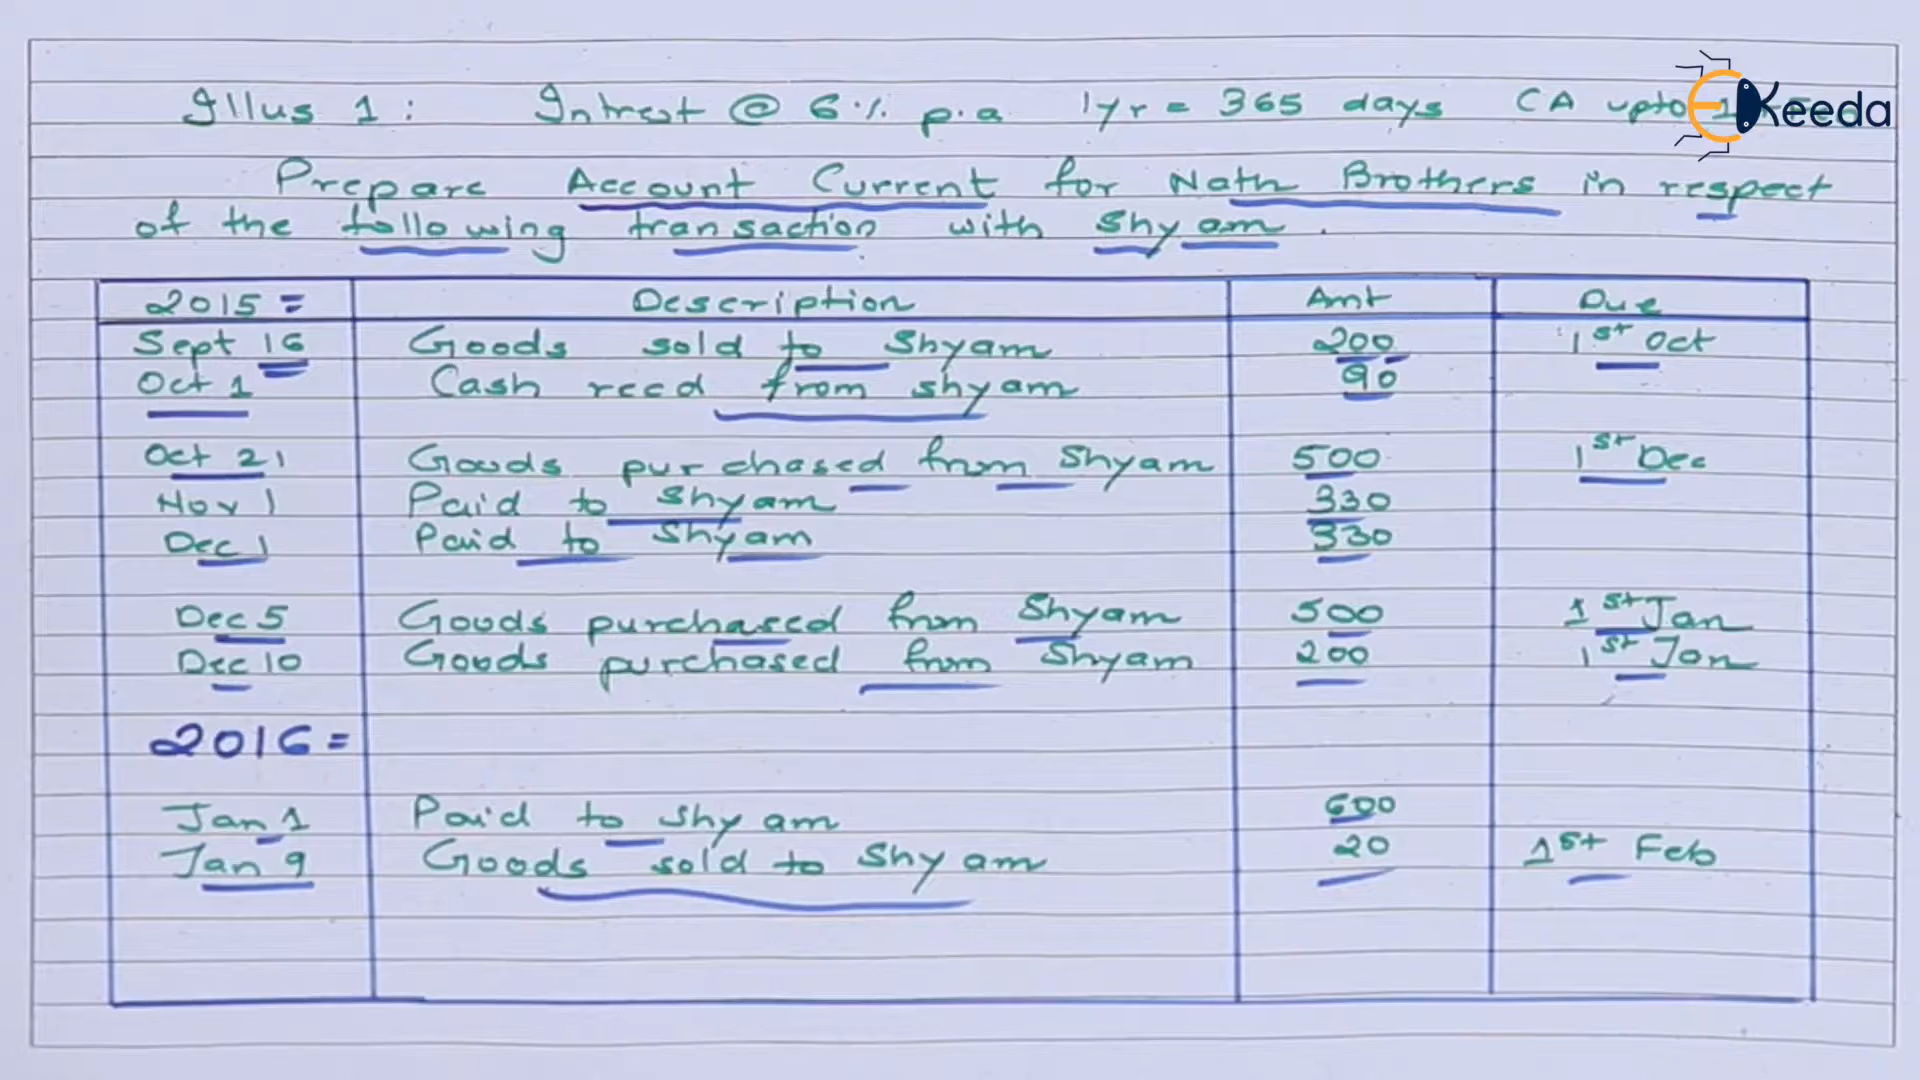 Illus 1 : Intrest @ 6 % p.a 1yr = 365 days CA upto
Keeda
Prepare Account Current for Nath Brothers in respect
of the following transaction with Shyam .
2015 = Description Amt Due
Sept 16 Goods sold to Shyam 200 1st Oct
Oct 1 Cash recd from shyam 90
Oct 21 Goods purchased from Shyam 500 1st Dec
Nov 1 Paid to Shyam 330
Dec 1 Paid to Shyam 330
Dec 5 Goods purchased from Shyam 500 1st Jan
Dec 10 Goods purchased from Shyam 200 1st Jan
2016 =
Jan 1 Paid to Shyam 600
Jan 9 Goods sold to Shyam 20 1st Feb